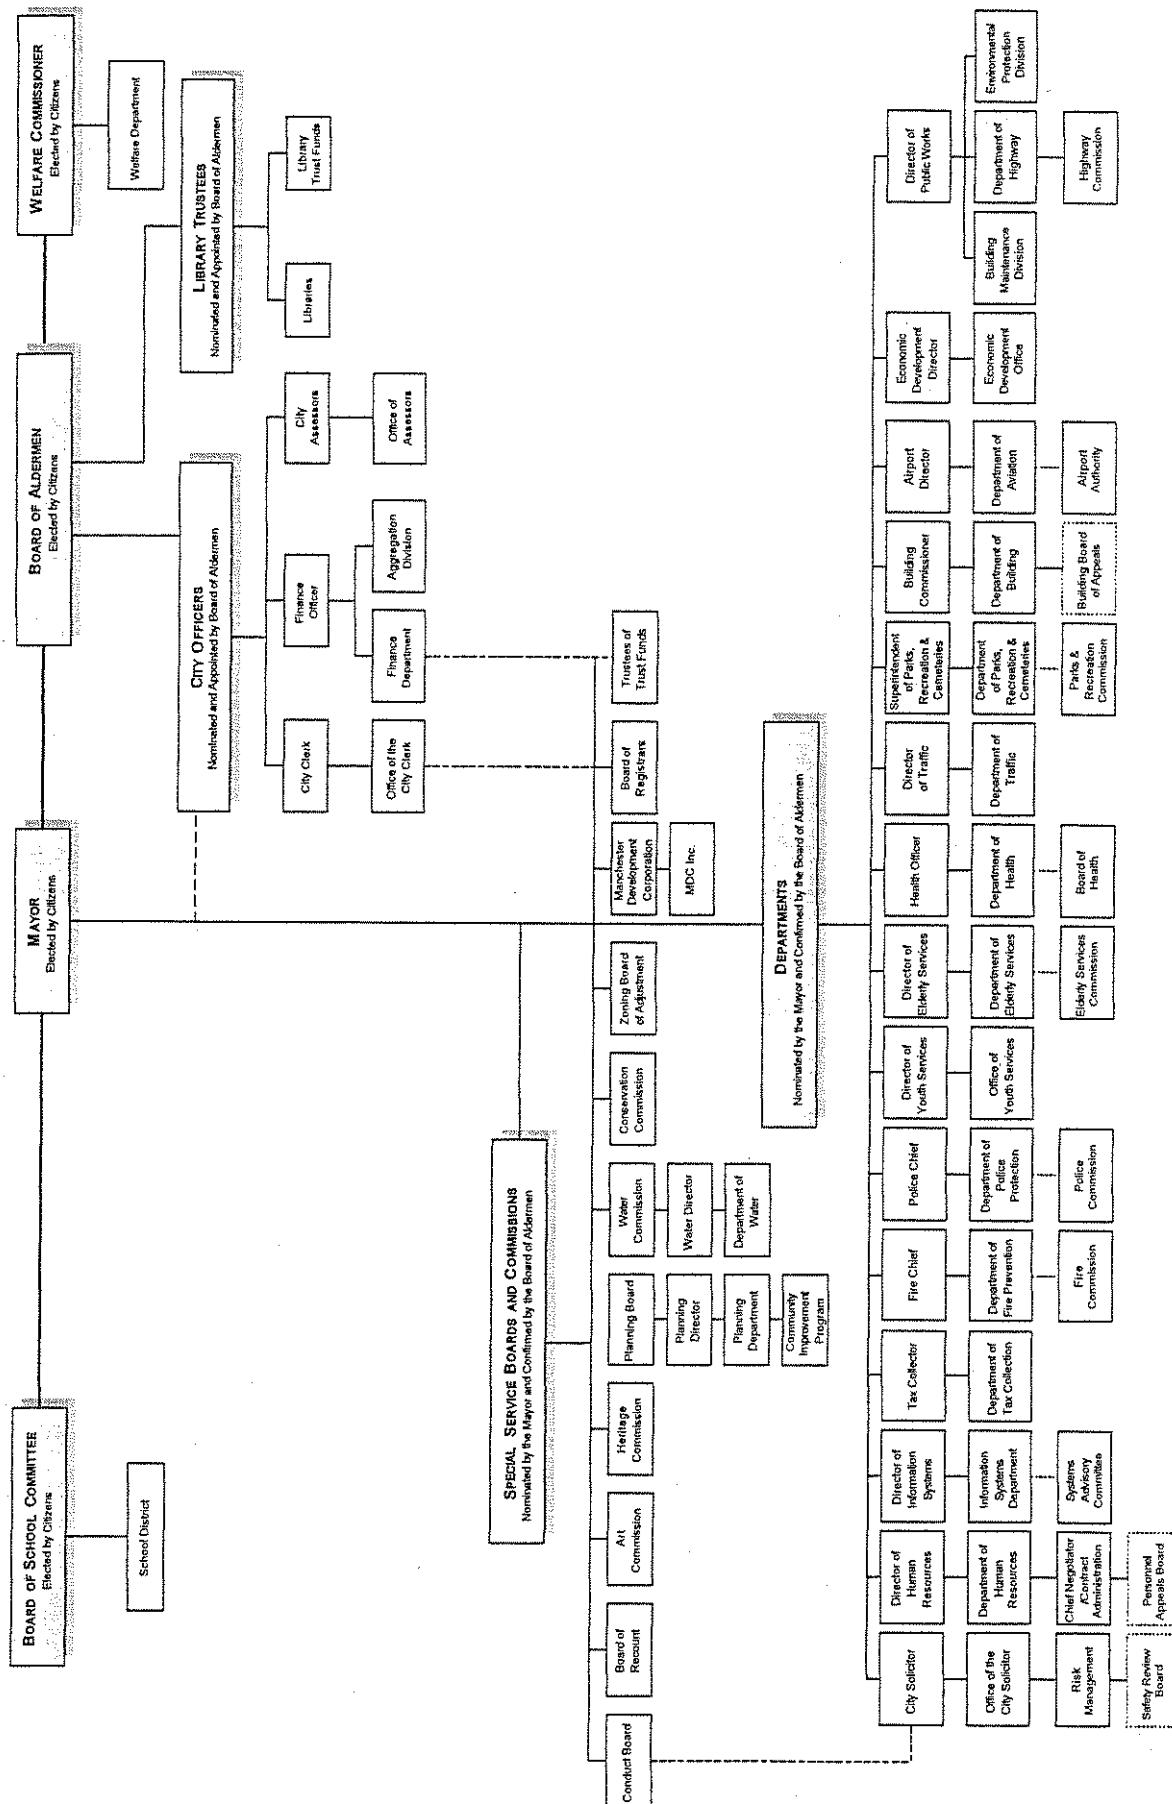 BOARD OF SCHOOL COMMITTEE
Elected by Citizens
MAYOR
Elected by Citizens
BOARD OF ALDERMEN
Elected by Citizens
WELFARE COMMISSIONER
Elected by Citizens
School District
Welfare Department
CITY OFFICERS
Nominated and Appointed by Board of Aldermen
LIBRARY TRUSTEES
Nominated and Appointed by Board of Aldermen
City Clerk
Finance
Officer
City
Assessors
Libraries
Library
Trust Funds
Office of the
City Clerk
Finance
Department
Aggregation
Division
Office of
Assessors
SPECIAL SERVICE BOARDS AND COMMISSIONS
Nominated by the Mayor and Confirmed by the Board of Aldermen
Conduct Board
Board of
Recount
Art
Commission
Heritage
Commission
Planning Board
Water
Commission
Conservation
Commission
Zoning Board
of Adjustment
Manchester
Development
Corporation
Board of
Registrars
Trustees of
Trust Funds
Planning
Director
Water Director
MDC Inc.
Planning
Department
Department of
Water
Community
Improvement
Program
DEPARTMENTS
Nominated by the Mayor and Confirmed by the Board of Aldermen
City Solicitor
Director of
Human
Resources
Director of
Information
Systems
Tax Collector
Fire Chief
Police Chief
Director of
Youth Services
Director of
Elderly Services
Health Officer
Director
of Traffic
Superintendent
of Parks,
Recreation &
Cemeteries
Building
Commissioner
Airport
Director
Economic
Development
Director
Director of
Public Works
Office of the
City Solicitor
Department of
Human
Resources
Information
Systems
Department
Department of
Tax Collection
Department of
Fire Prevention
Department of
Police
Protection
Office of
Youth Services
Department of
Elderly Services
Department of
Health
Department of
Traffic
Department
of Parks,
Recreation &
Cemeteries
Department of
Building
Department of
Aviation
Economic
Development
Office
Building
Maintenance
Division
Department of
Highway
Environmental
Protection
Division
Risk
Management
Chief Negotiator
/Contract
Administration
Systems
Advisory
Committee
Fire
Commission
Police
Commission
Elderly Services
Commission
Board of
Health
Parks &
Recreation
Commission
Building Board
of Appeals
Airport
Authority
Highway
Commission
Safety Review
Board
Personnel
Appeals Board